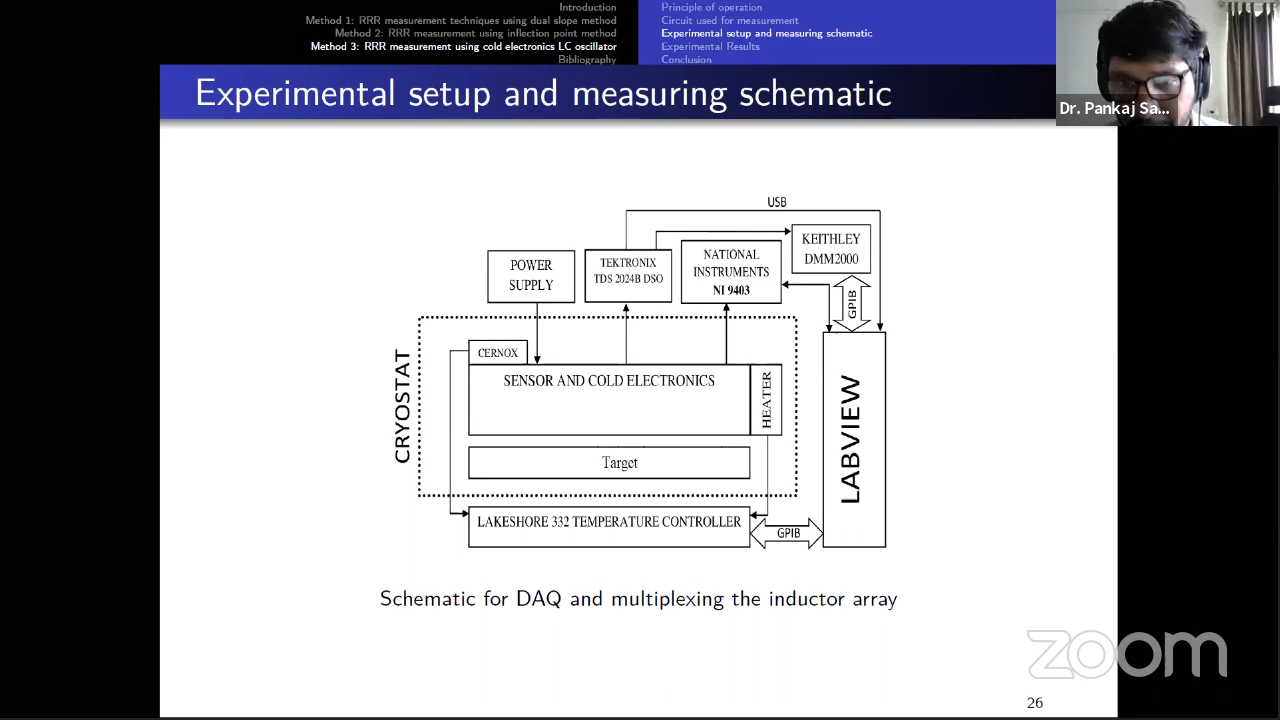 Introduction
Method 1: RRR measurement techniques using dual slope method
Method 2: RRR measurement using inflection point method
Method 3: RRR measurement using cold electronics LC oscillator
Bibliography
Principle of operation
Circuit used for measurement
Experimental setup and measuring schematic
Experimental Results
Conclusion
Dr. Pankaj Sa...
Experimental setup and measuring schematic
USB
POWER
SUPPLY
TEKTRONIX
TDS 2024B DSO
NATIONAL
INSTRUMENTS
NI 9403
KEITHLEY
DMM2000
GPIB
CRYOSTAT
CERNOX
SENSOR AND COLD ELECTRONICS
HEATER
Target
LABVIEW
LAKESHORE 332 TEMPERATURE CONTROLLER
GPIB
Schematic for DAQ and multiplexing the inductor array
zoom
26